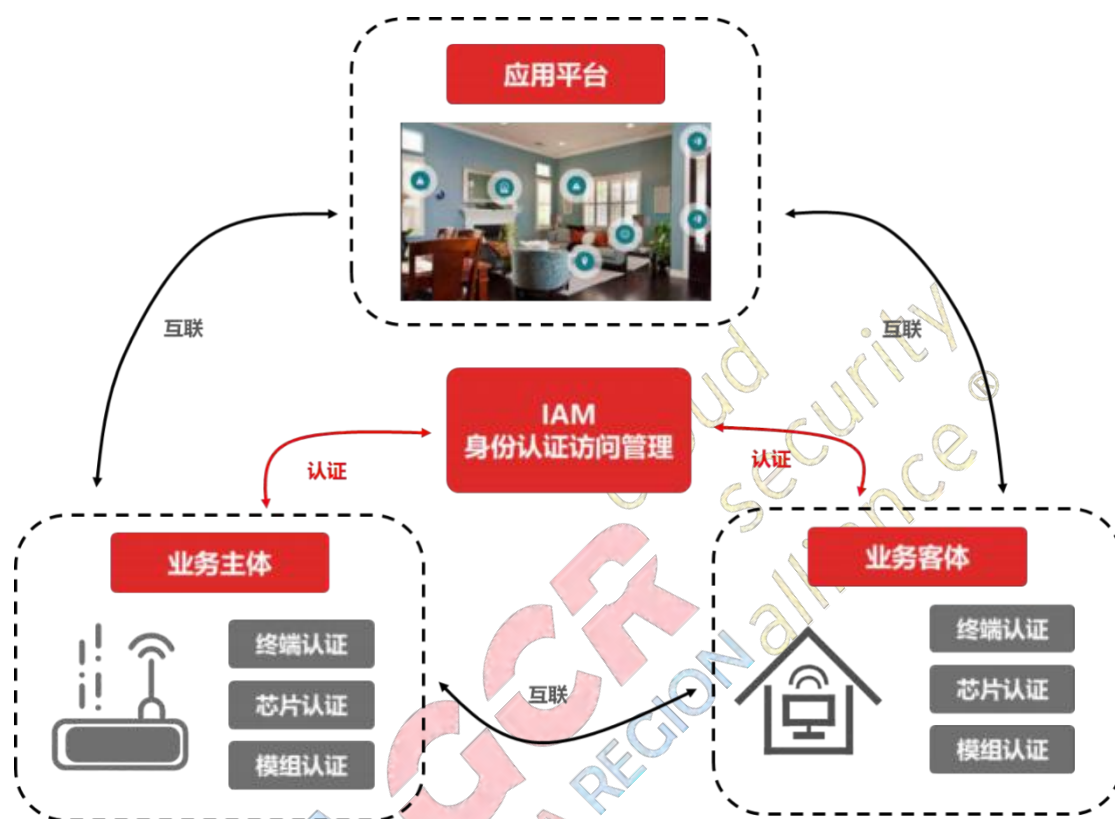 应用平台
互联
互联
IAM
身份认证访问管理
认证
认证
业务主体
终端认证
芯片认证
模组认证
互联
业务客体
终端认证
芯片认证
模组认证
cloud
security
alliance
®
GCR
REGION